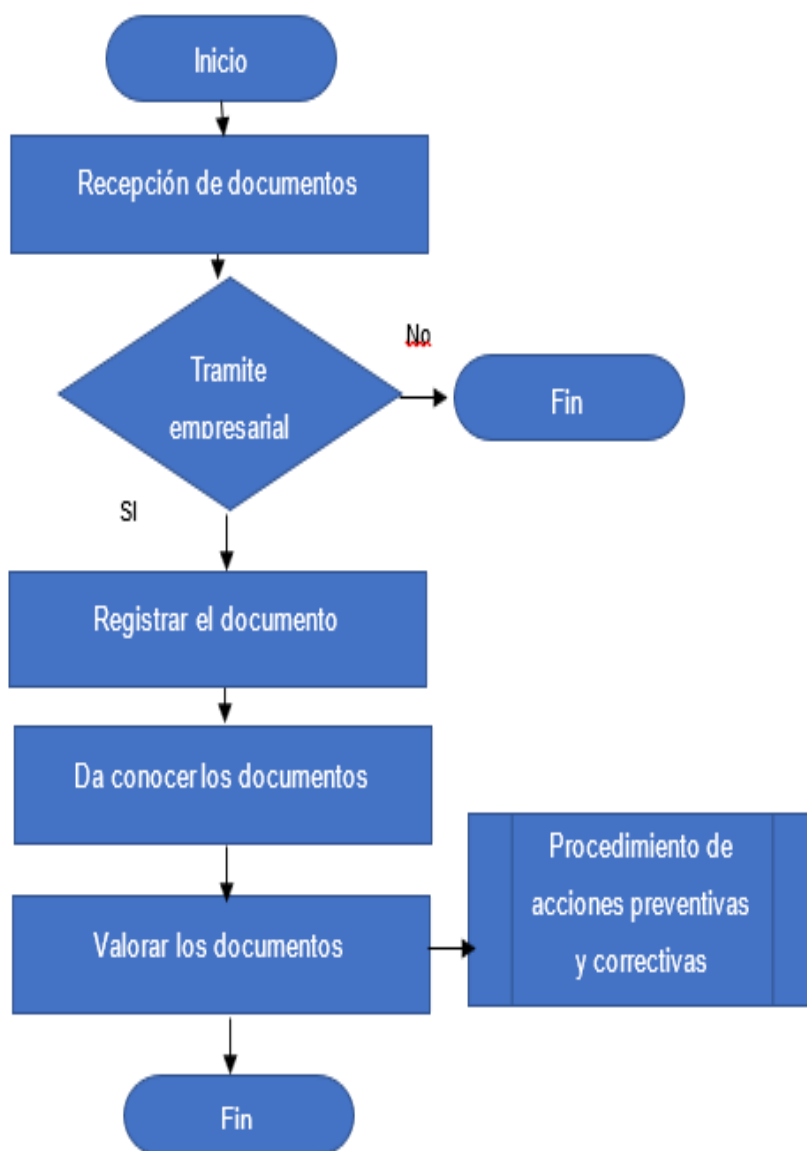 Inicio
Recepción de documentos
No
Tramite
empresarial
Fin
SI
Registrar el documento
Da conocer los documentos
Procedimiento de
acciones preventivas
y correctivas
Valorar los documentos
Fin